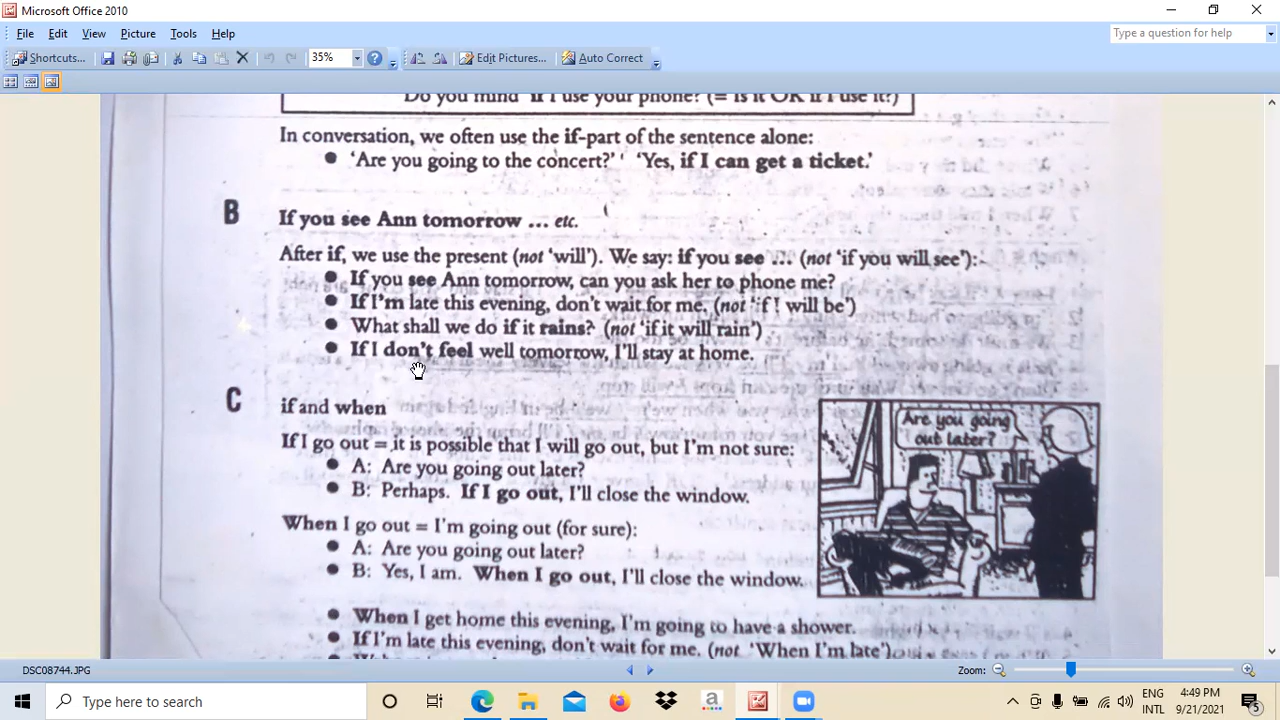 Microsoft Office 2010
File Edit View Picture Tools Help
Type a question for help
Shortcuts... 35% Edit Pictures... Auto Correct
Do you mind if I use your phone? (= Is it OK if I use it?)
In conversation, we often use the if-part of the sentence alone:
● 'Are you going to the concert?' 'Yes, if I can get a ticket.'
B If you see Ann tomorrow ... etc.
After if, we use the present (not 'will'). We say: if you see ... (not 'if you will see'):
● If you see Ann tomorrow, can you ask her to phone me?
● If I'm late this evening, don't wait for me. (not 'if I will be')
● What shall we do if it rains? (not 'if it will rain')
● If I don't feel well tomorrow, I'll stay at home.
C if and when
If I go out = it is possible that I will go out, but I'm not sure:
● A: Are you going out later?
● B: Perhaps. If I go out, I'll close the window.
When I go out = I'm going out (for sure):
● A: Are you going out later?
● B: Yes, I am. When I go out, I'll close the window.
Are you going
out later?
● When I get home this evening, I'm going to have a shower.
● If I'm late this evening, don't wait for me. (not 'When I'm late')
DSC08744.JPG Zoom:
Type here to search
ENG
INTL
4:49 PM
9/21/2021
5